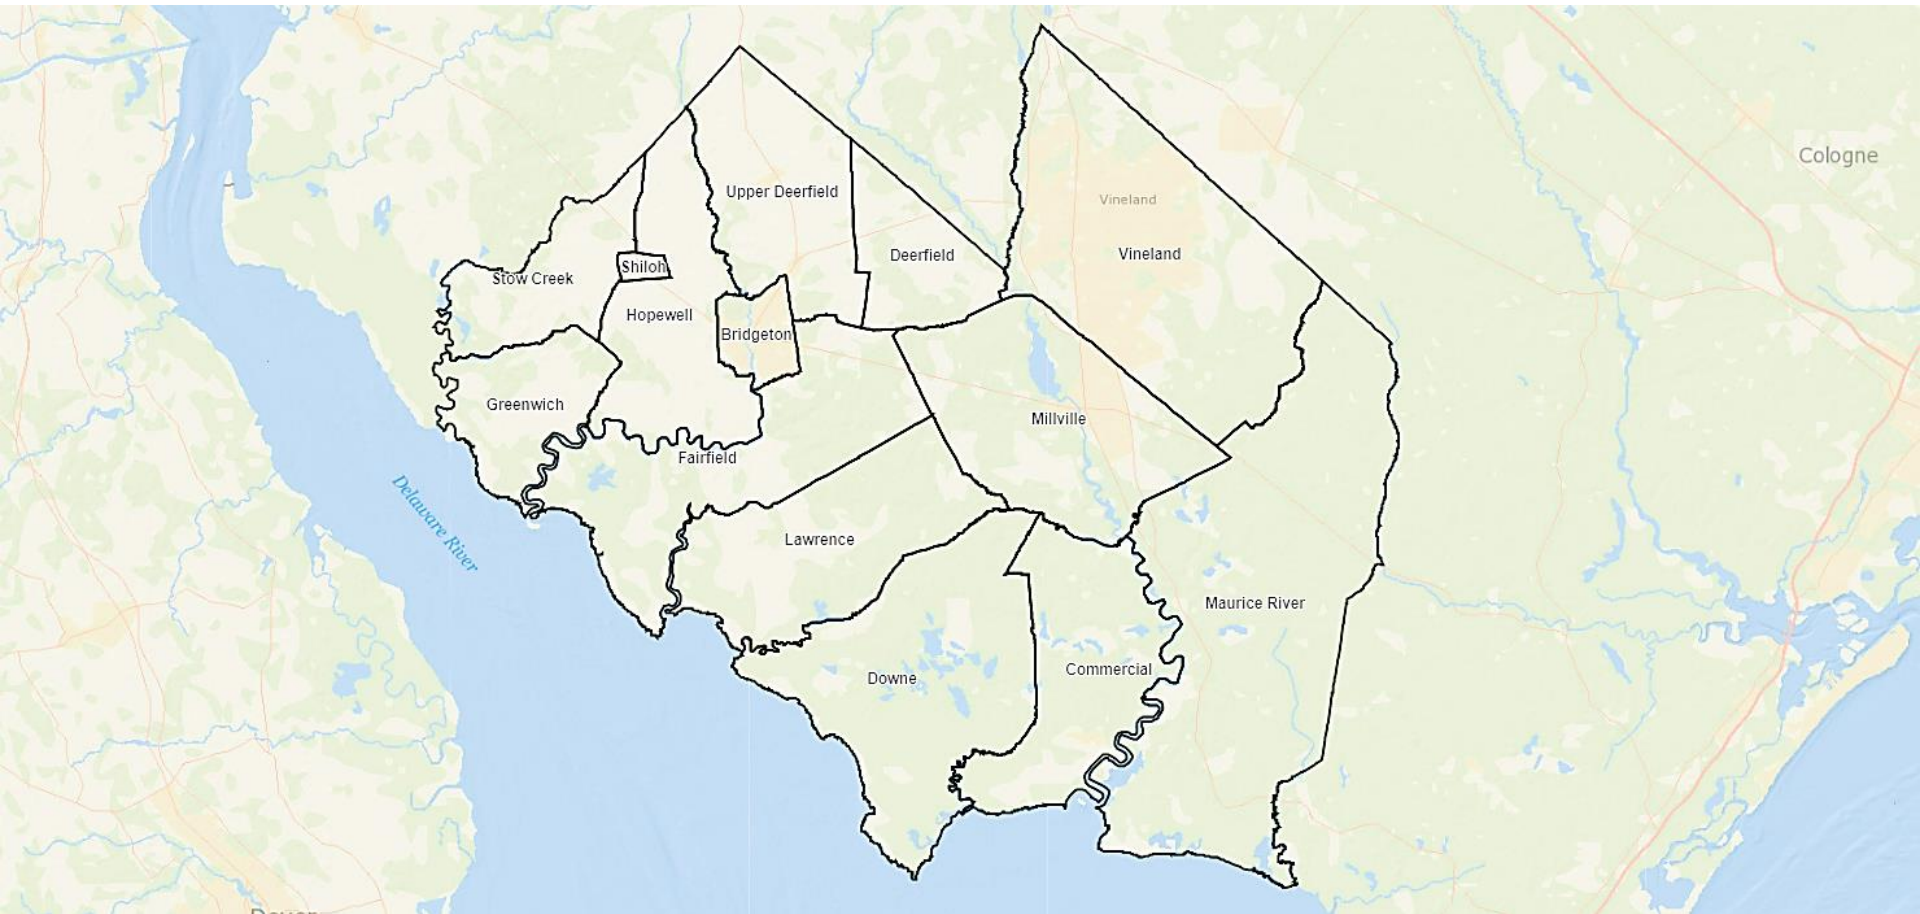 Cologne
Upper Deerfield
Vineland
Deerfield
Vineland
Shiloh
Stow Creek
Hopewell
Bridgeton
Greenwich
Millville
Fairfield
Delaware River
Lawrence
Maurice River
Commercial
Downe